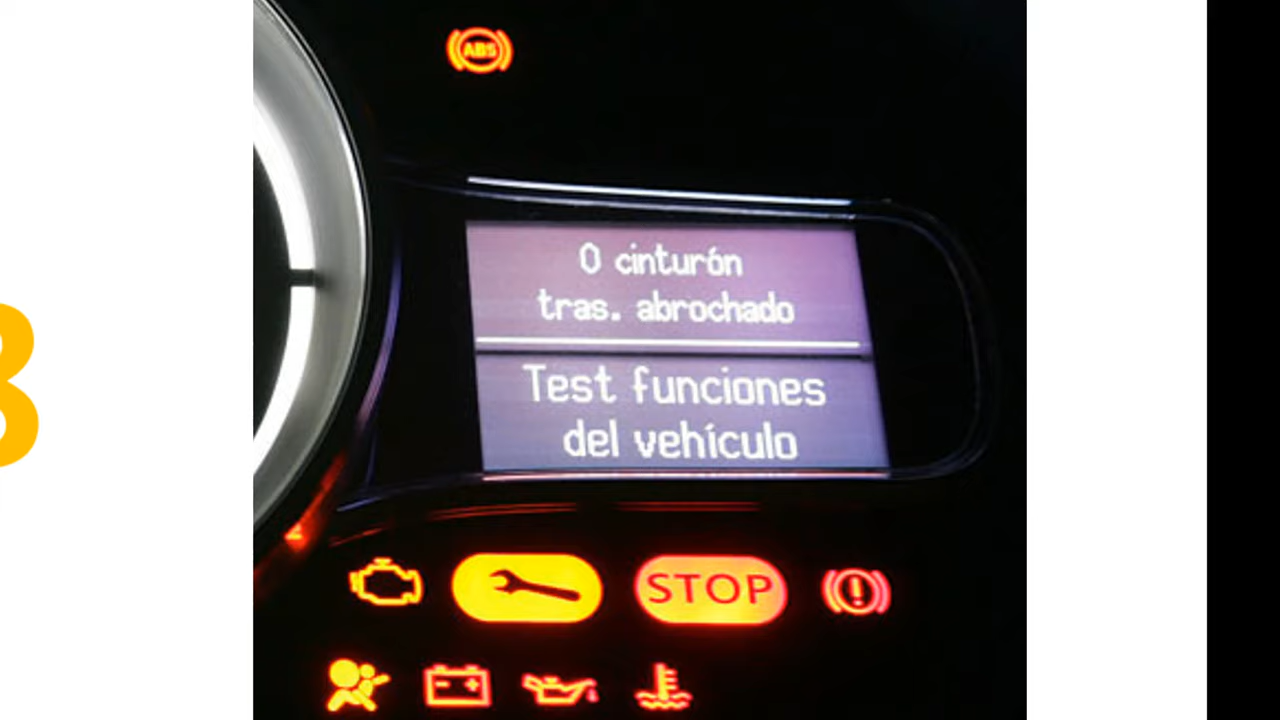 ABS
0 cinturón
tras. abrochado
Test funciones
del vehículo
STOP